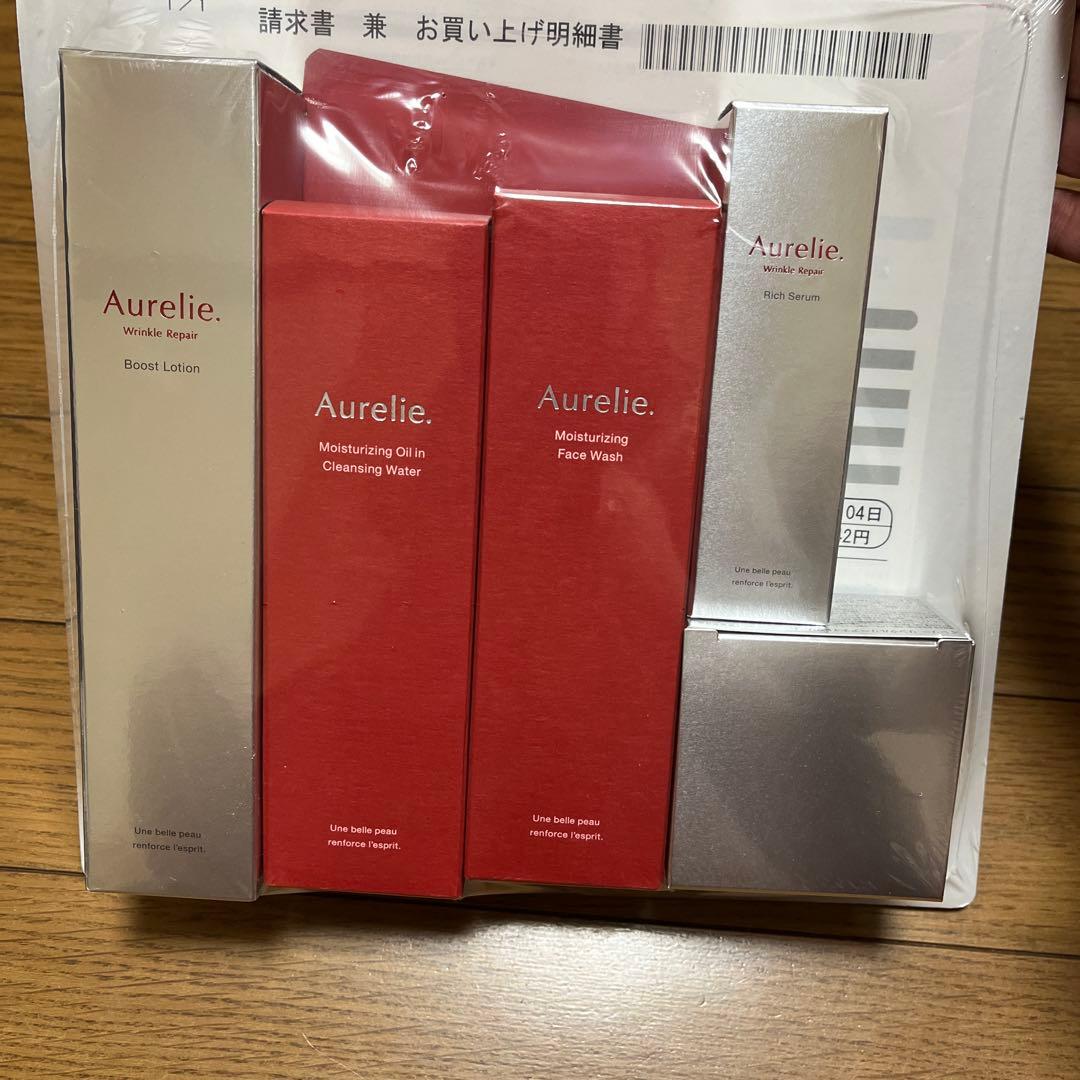 請求書 兼 お買い上げ明細書
Aurelie.
Wrinkle Repair
Boost Lotion
Une belle peau
renforce l'esprit.
Aurelie.
Moisturizing Oil in
Cleansing Water
Une belle peau
renforce l'esprit.
Aurelie.
Moisturizing
Face Wash
Une belle peau
renforce l'esprit.
Aurelie.
Wrinkle Repair
Rich Serum
Une belle peau
renforce l'esprit.
04日
2円